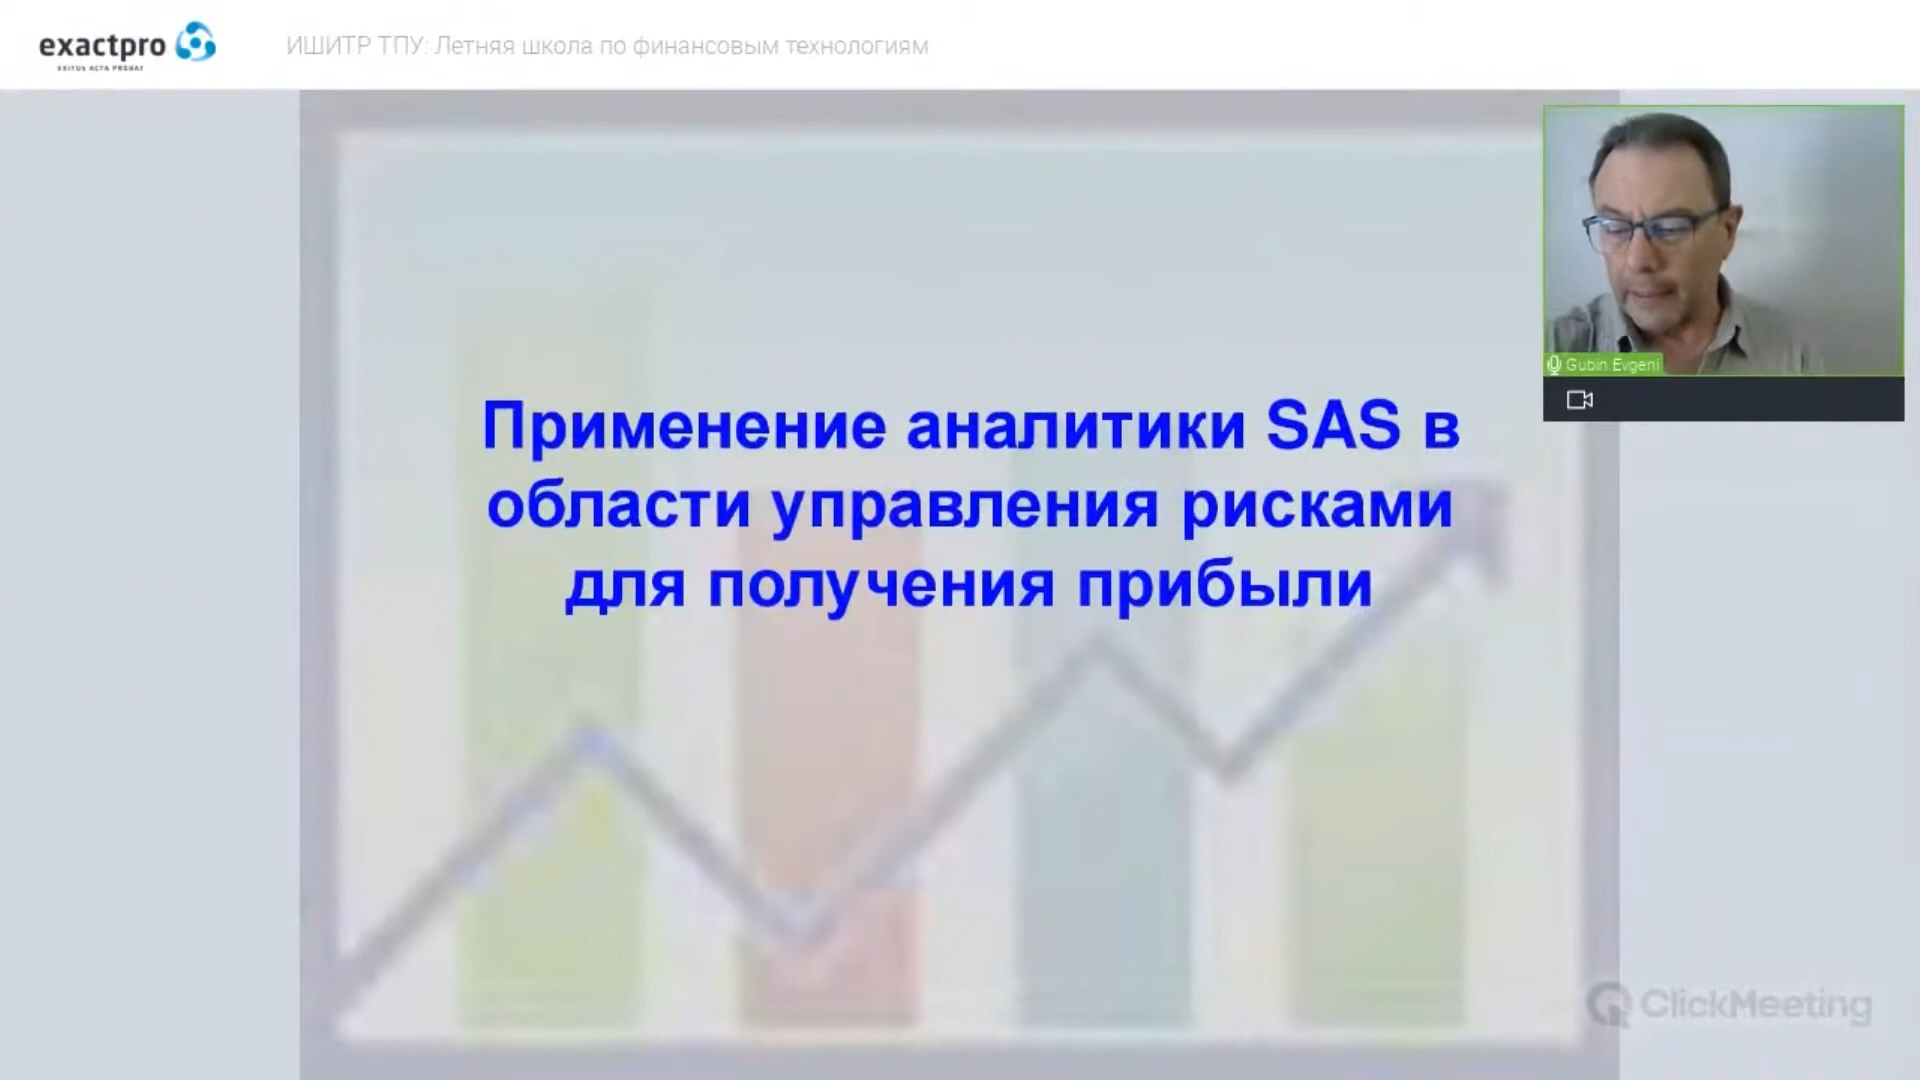 exactpro
EXITUS ACTA PROBAT
ИШИТР ТПУ: Летняя школа по финансовым технологиям
Gubin Evgeni
Применение аналитики SAS в
области управления рисками
для получения прибыли
ClickMeeting